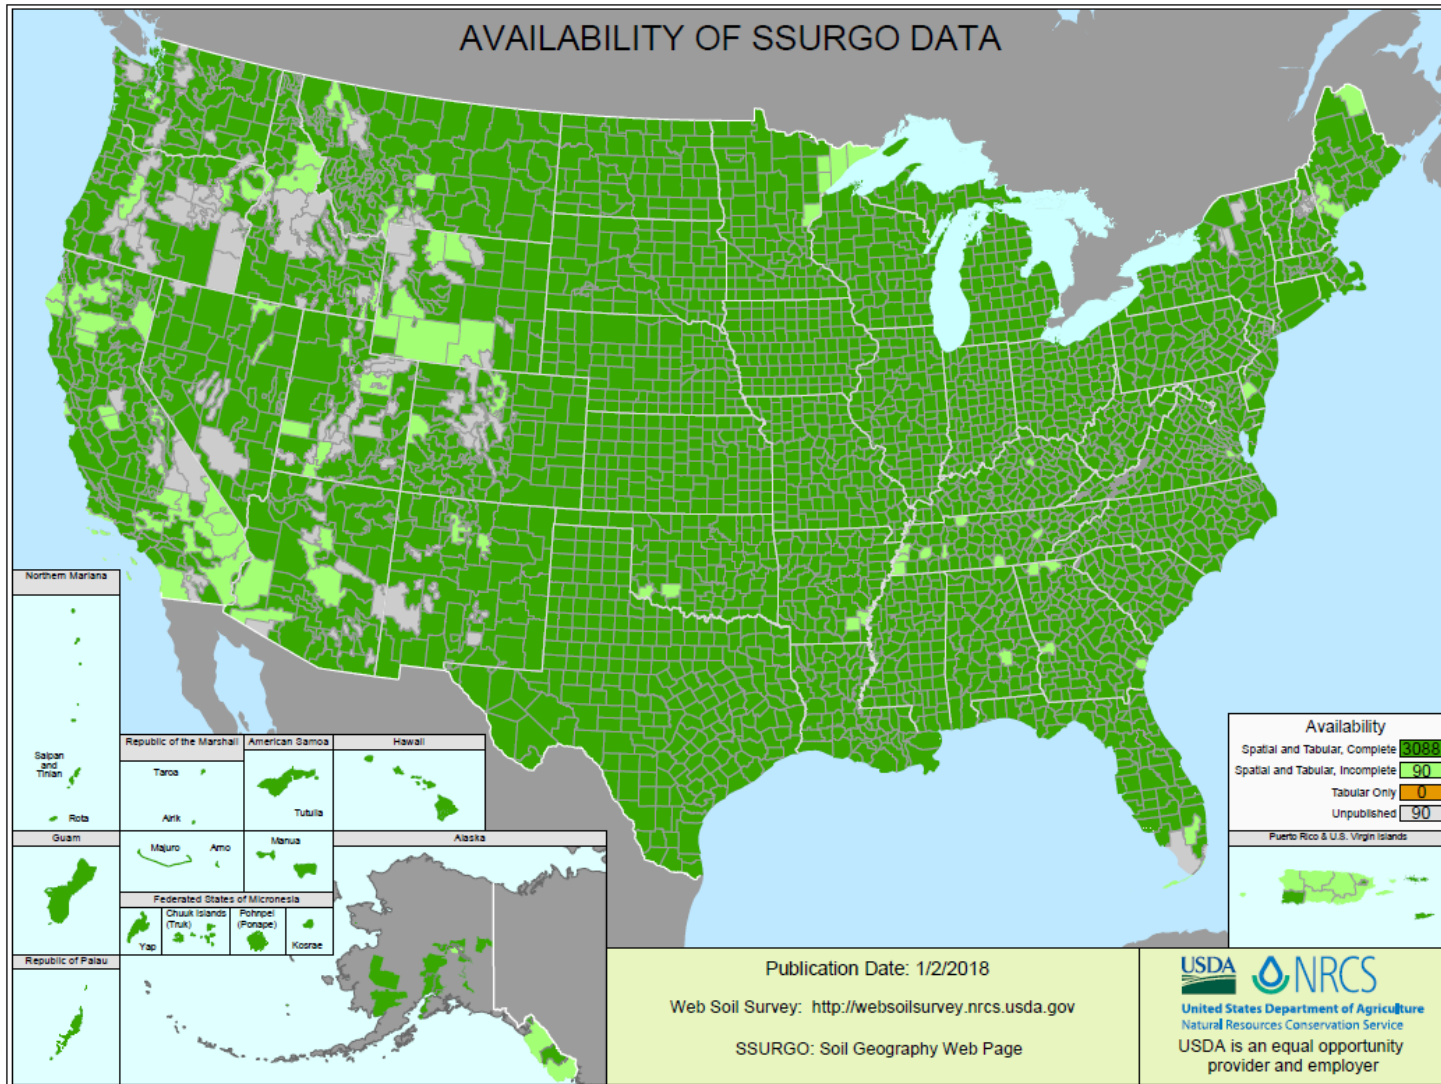 AVAILABILITY OF SSURGO DATA
Northern Mariana
Saipan
and
Tinian
Rota
Republic of the Marshall
Taroa
Airik
Majuro
Arno
American Samoa
Tutuila
Manua
Hawaii
Guam
Federated States of Micronesia
Yap
Chuuk Islands
(Truk)
Pohnpei
(Ponape)
Kosrae
Republic of Palau
Alaska
Availability
Spatial and Tabular, Complete 3088
Spatial and Tabular, Incomplete 90
Tabular Only 0
Unpublished 90
Puerto Rico & U.S. Virgin Islands
Publication Date: 1/2/2018
Web Soil Survey: http://websoilsurvey.nrcs.usda.gov
SSURGO: Soil Geography Web Page
USDA NRCS
United States Department of Agriculture
Natural Resources Conservation Service
USDA is an equal opportunity
provider and employer